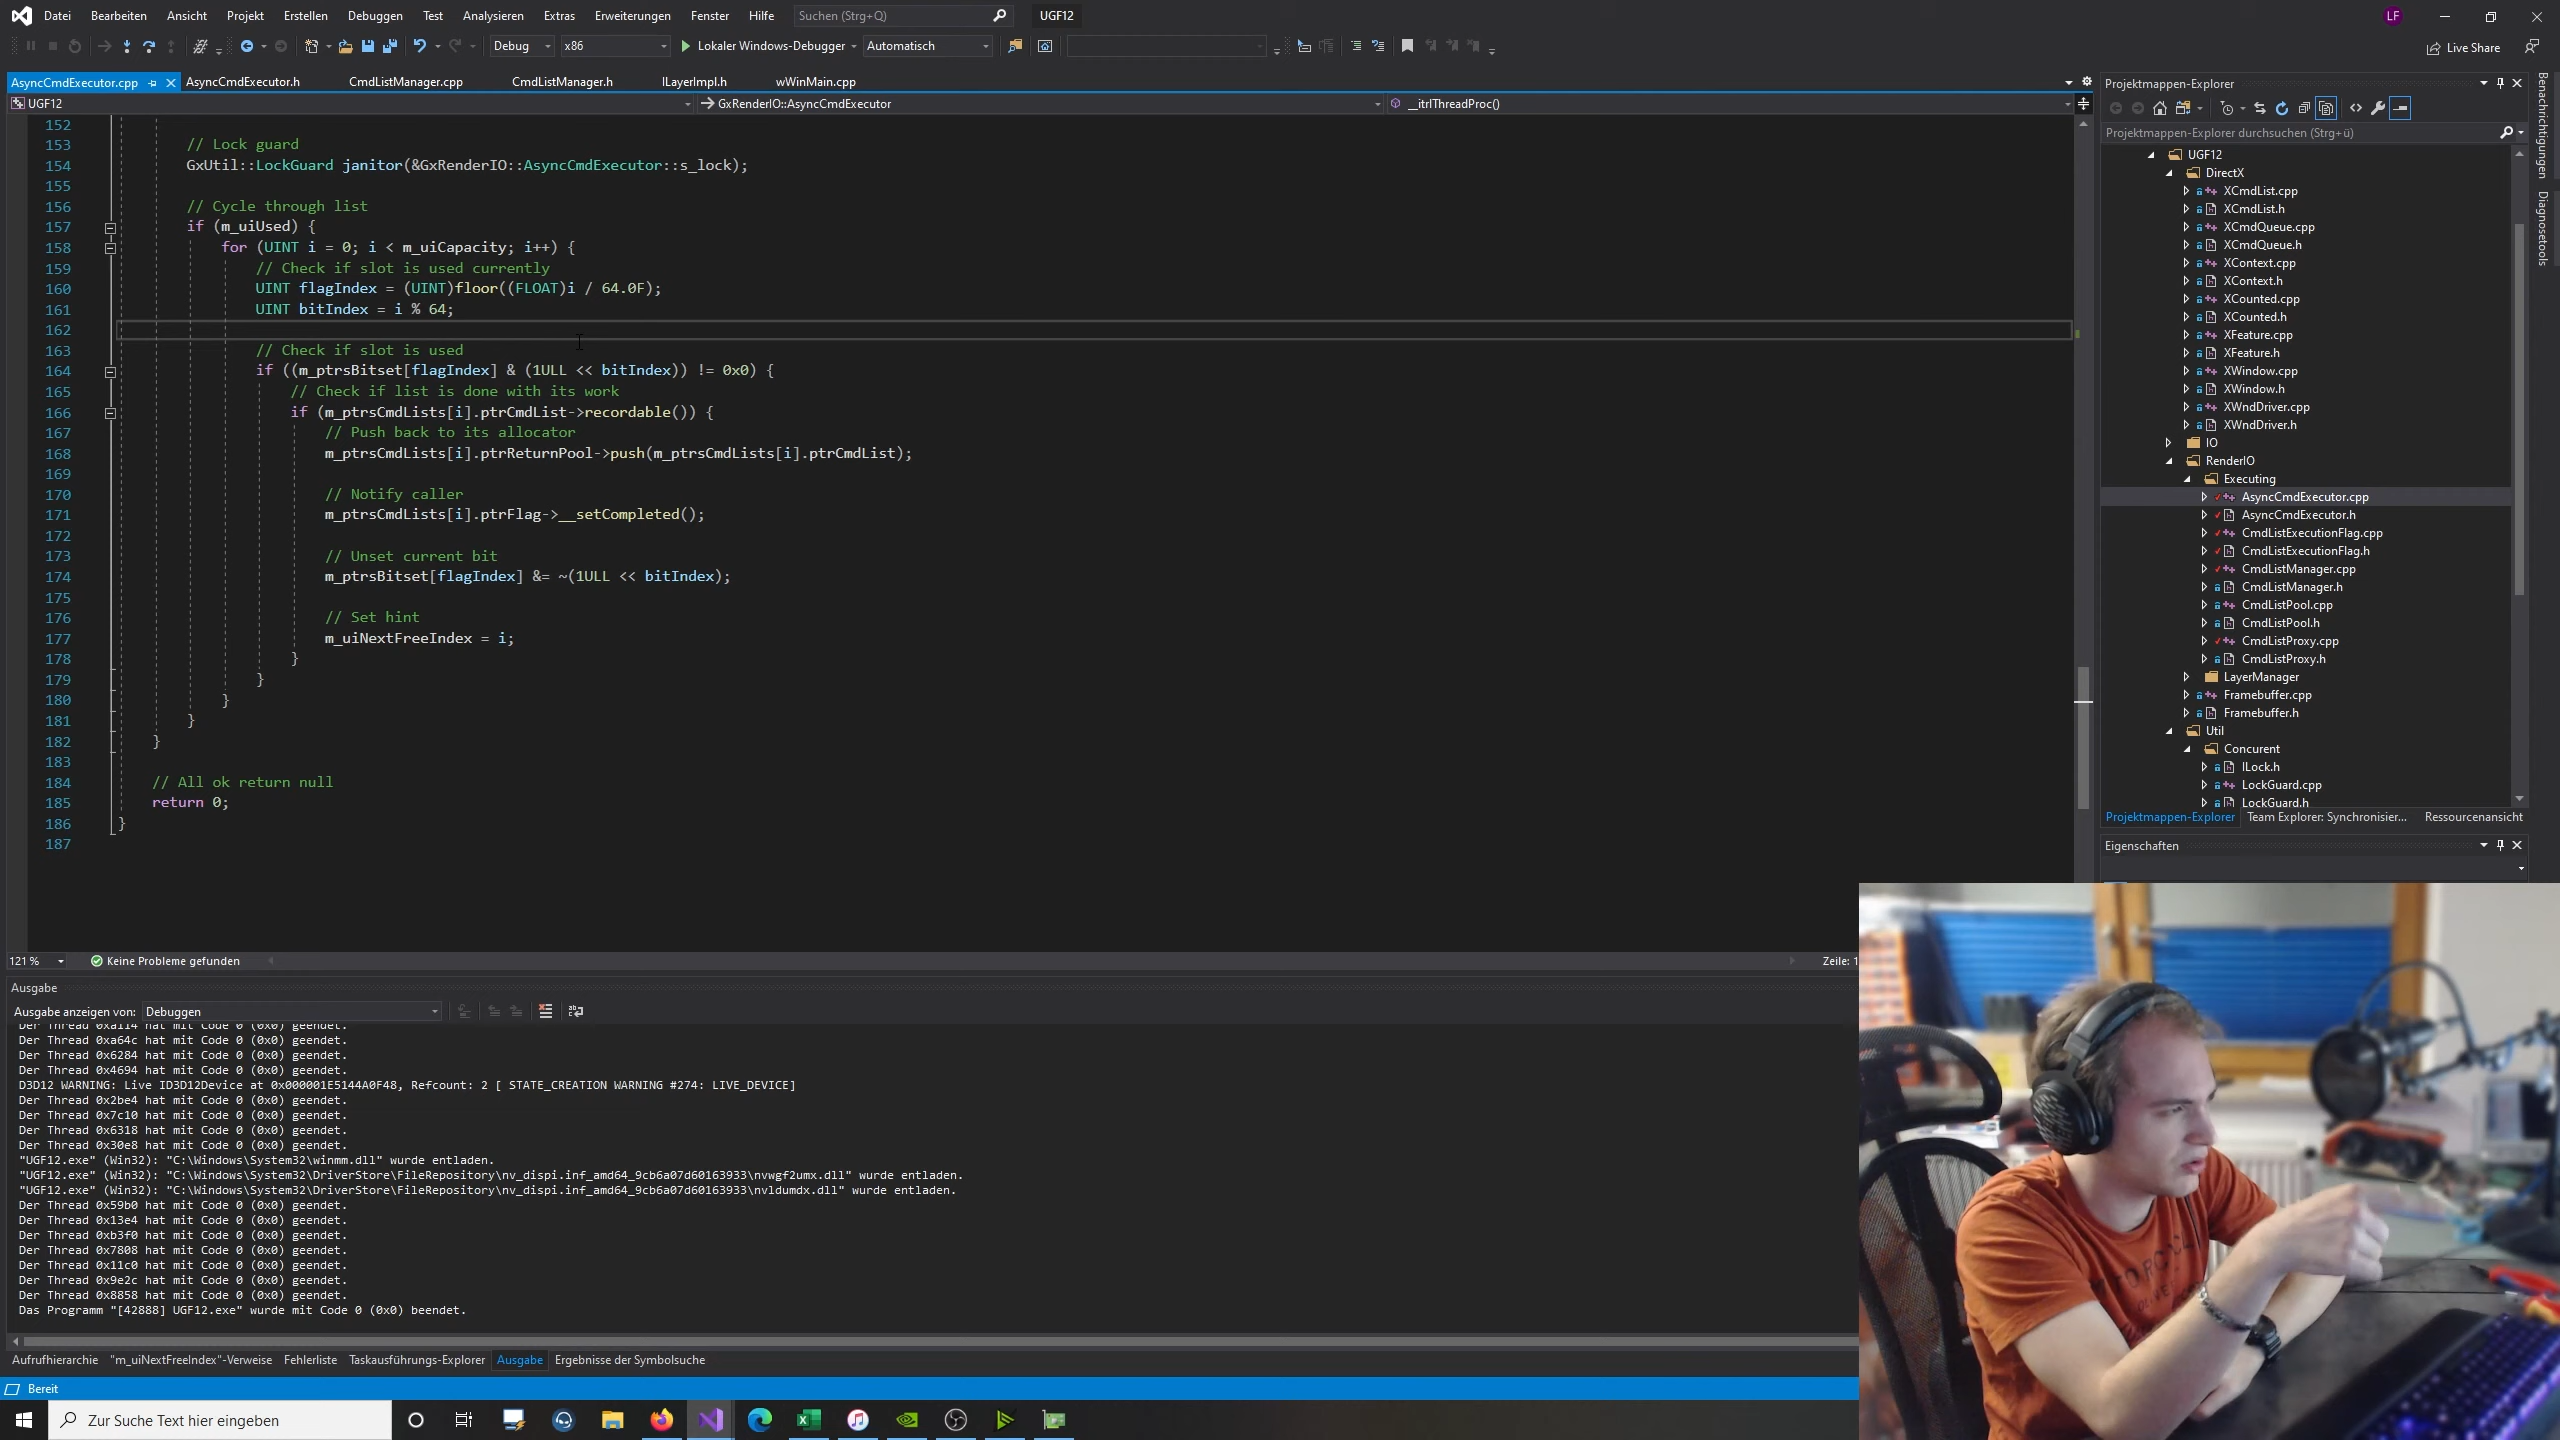 Datei Bearbeiten Ansicht Projekt Erstellen Debuggen Test Analysieren Extras Erweiterungen Fenster Hilfe Suchen (Strg+Q) UGF12 LF
Debug x86 Lokaler Windows-Debugger Automatisch Live Share
AsyncCmdExecutor.cpp AsyncCmdExecutor.h CmdListManager.cpp CmdListManager.h ILayerImpl.h wWinMain.cpp
UGF12 GxRenderIO::AsyncCmdExecutor __itrlThreadProc()
152
153 // Lock guard
154 GxUtil::LockGuard janitor(&GxRenderIO::AsyncCmdExecutor::s_lock);
155
156 // Cycle through list
157 if (m_uiUsed) {
158 for (UINT i = 0; i < m_uiCapacity; i++) {
159 // Check if slot is used currently
160 UINT flagIndex = (UINT)floor((FLOAT)i / 64.0F);
161 UINT bitIndex = i % 64;
162
163 // Check if slot is used
164 if ((m_ptrsBitset[flagIndex] & (1ULL << bitIndex)) != 0x0) {
165 // Check if list is done with its work
166 if (m_ptrsCmdLists[i].ptrCmdList->recordable()) {
167 // Push back to its allocator
168 m_ptrsCmdLists[i].ptrReturnPool->push(m_ptrsCmdLists[i].ptrCmdList);
169
170 // Notify caller
171 m_ptrsCmdLists[i].ptrFlag->__setCompleted();
172
173 // Unset current bit
174 m_ptrsBitset[flagIndex] &= ~(1ULL << bitIndex);
175
176 // Set hint
177 m_uiNextFreeIndex = i;
178 }
179 }
180 }
181 }
182 }
183
184 // All ok return null
185 return 0;
186 }
187
121 % Keine Probleme gefunden Zeile: 1
Ausgabe
Ausgabe anzeigen von: Debuggen
Der Thread 0xa114 hat mit Code 0 (0x0) geendet.
Der Thread 0xa64c hat mit Code 0 (0x0) geendet.
Der Thread 0x6284 hat mit Code 0 (0x0) geendet.
Der Thread 0x4694 hat mit Code 0 (0x0) geendet.
D3D12 WARNING: Live ID3D12Device at 0x000001E5144A0F48, Refcount: 2 [ STATE_CREATION WARNING #274: LIVE_DEVICE]
Der Thread 0x2be4 hat mit Code 0 (0x0) geendet.
Der Thread 0x7c10 hat mit Code 0 (0x0) geendet.
Der Thread 0x6318 hat mit Code 0 (0x0) geendet.
Der Thread 0x30e8 hat mit Code 0 (0x0) geendet.
"UGF12.exe" (Win32): "C:\Windows\System32\winmm.dll" wurde entladen.
"UGF12.exe" (Win32): "C:\Windows\System32\DriverStore\FileRepository\nv_dispi.inf_amd64_9cb6a07d60163933\nvwgf2umx.dll" wurde entladen.
"UGF12.exe" (Win32): "C:\Windows\System32\DriverStore\FileRepository\nv_dispi.inf_amd64_9cb6a07d60163933\nvldumdx.dll" wurde entladen.
Der Thread 0x59b0 hat mit Code 0 (0x0) geendet.
Der Thread 0x13e4 hat mit Code 0 (0x0) geendet.
Der Thread 0xb3f0 hat mit Code 0 (0x0) geendet.
Der Thread 0x7808 hat mit Code 0 (0x0) geendet.
Der Thread 0x11c0 hat mit Code 0 (0x0) geendet.
Der Thread 0x9e2c hat mit Code 0 (0x0) geendet.
Der Thread 0x8858 hat mit Code 0 (0x0) geendet.
Das Programm "[42888] UGF12.exe" wurde mit Code 0 (0x0) beendet.
Aufrufhierarchie "m_uiNextFreeIndex"-Verweise Fehlerliste Taskausführungs-Explorer Ausgabe Ergebnisse der Symbolsuche
Bereit
Zur Suche Text hier eingeben
Projektmappen-Explorer
Projektmappen-Explorer durchsuchen (Strg+ü)
UGF12
DirectX
XCmdList.cpp
XCmdList.h
XCmdQueue.cpp
XCmdQueue.h
XContext.cpp
XContext.h
XCounted.cpp
XCounted.h
XFeature.cpp
XFeature.h
XWindow.cpp
XWindow.h
XWndDriver.cpp
XWndDriver.h
IO
RenderIO
Executing
AsyncCmdExecutor.cpp
AsyncCmdExecutor.h
CmdListExecutionFlag.cpp
CmdListExecutionFlag.h
CmdListManager.cpp
CmdListManager.h
CmdListPool.cpp
CmdListPool.h
CmdListProxy.cpp
CmdListProxy.h
LayerManager
Framebuffer.cpp
Framebuffer.h
Util
Concurent
ILock.h
LockGuard.cpp
LockGuard.h
Projektmappen-Explorer Team Explorer: Synchronisier... Ressourcenansicht
Eigenschaften
Benachrichtigungen
Diagnosetools